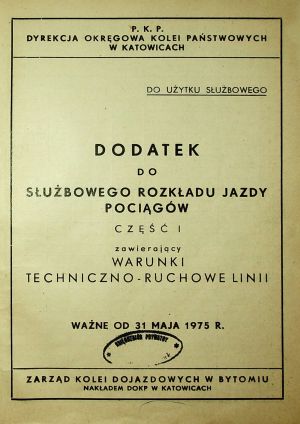 P. K. P.
DYREKCJA OKRĘGOWA KOLEI PAŃSTWOWYCH
W KATOWICACH
DO UŻYTKU SŁUŻBOWEGO
DODATEK
DO
SŁUŻBOWEGO ROZKŁADU JAZDY
POCIĄGÓW
CZĘŚĆ I
zawierający
WARUNKI
TECHNICZNO-RUCHOWE LINII
WAŻNE OD 31 MAJA 1975 R.
ZARZĄD KOLEI DOJAZDOWYCH W BYTOMIU
NAKŁADEM DOKP W KATOWICACH